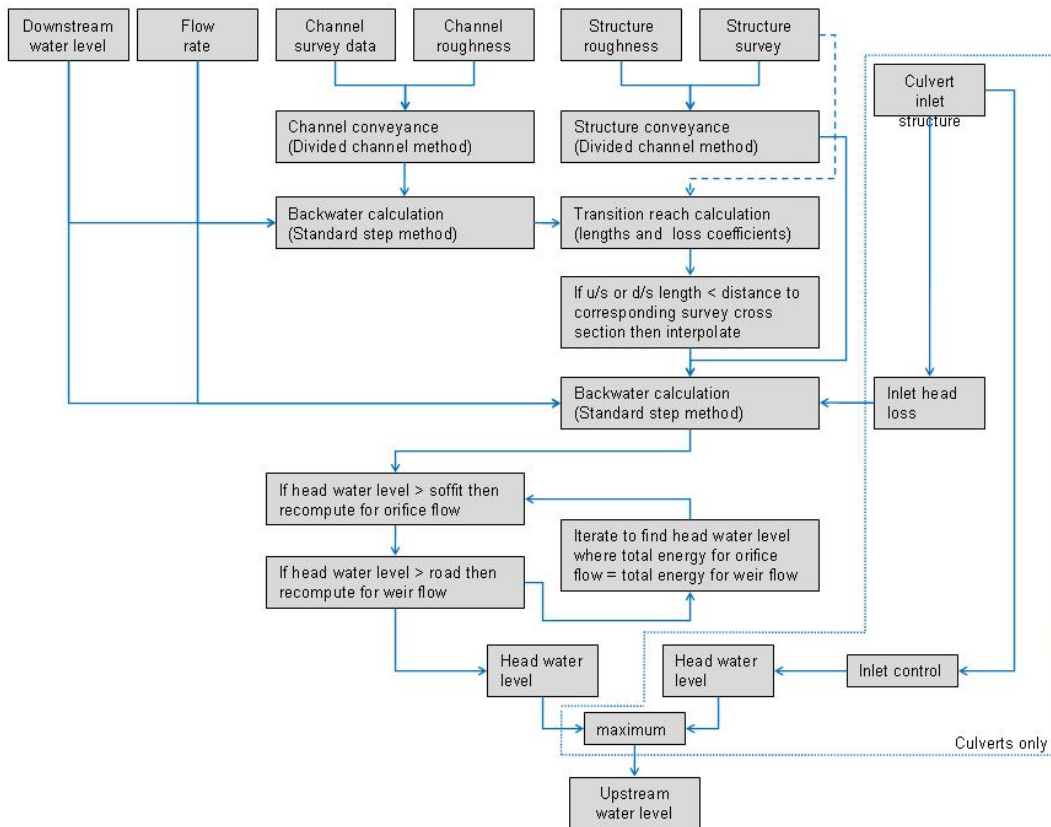 Downstream
water level
Flow
rate
Channel
survey data
Channel
roughness
Structure
roughness
Structure
survey
Culvert
inlet
structure
Channel conveyance
(Divided channel method)
Structure conveyance
(Divided channel method)
Backwater calculation
(Standard step method)
Transition reach calculation
(lengths and loss coefficients)
If u/s or d/s length < distance to
corresponding survey cross
section then interpolate
Backwater calculation
(Standard step method)
Inlet head
loss
If head water level > soffit then
recompute for orifice flow
Iterate to find head water level
where total energy for orifice
flow = total energy for weir flow
If head water level > road then
recompute for weir flow
Head water
level
Head water
level
Inlet control
maximum
Culverts only
Upstream
water level